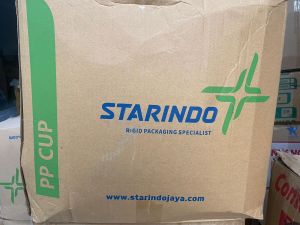 STARINDO
RIGID PACKAGING SPECIALIST
PP CUP
www.starindojaya.com